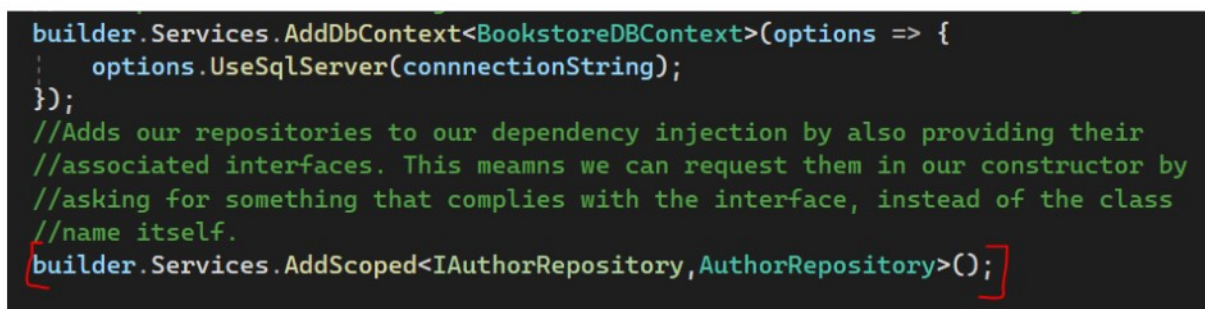 builder.Services.AddDbContext<BookstoreDBContext>(options => {
    options.UseSqlServer(connnectionString);
});
//Adds our repositories to our dependency injection by also providing their
//associated interfaces. This meamns we can request them in our constructor by
//asking for something that complies with the interface, instead of the class
//name itself.
builder.Services.AddScoped<IAuthorRepository,AuthorRepository>();